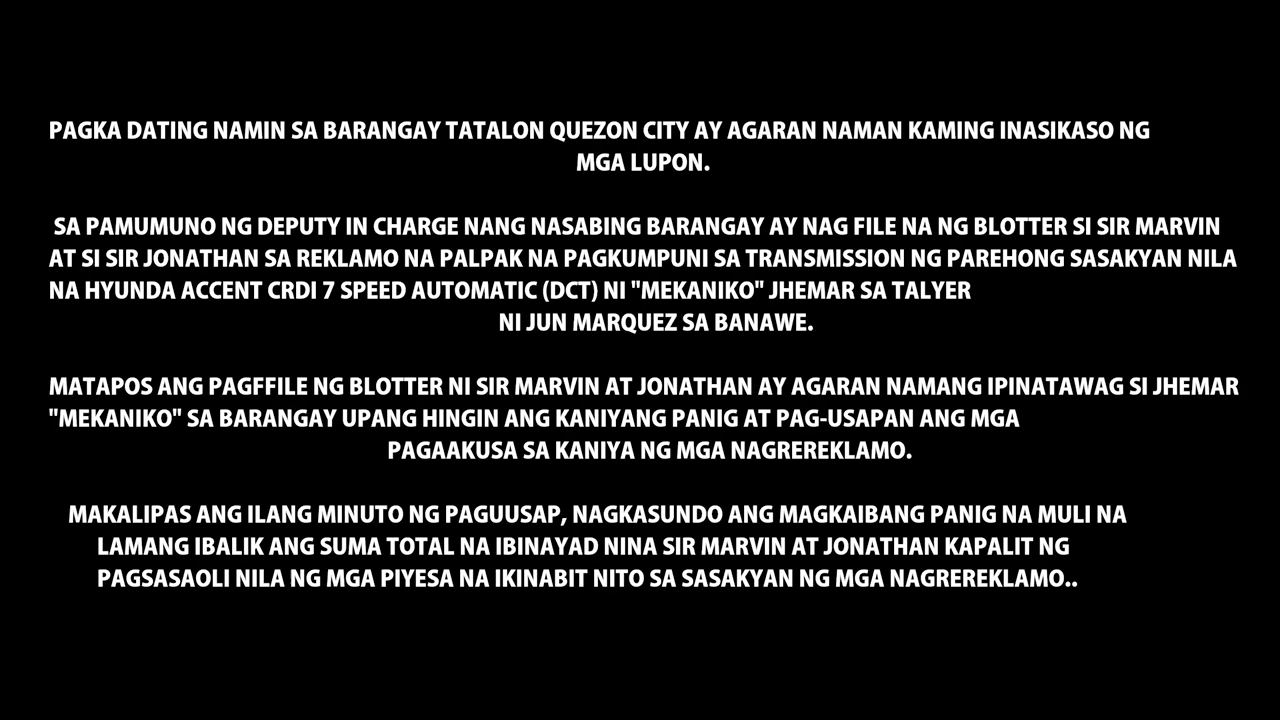 PAGKA DATING NAMIN SA BARANGAY TATALON QUEZON CITY AY AGARAN NAMAN KAMING INASIKASO NG
MGA LUPON.
SA PAMUMUNO NG DEPUTY IN CHARGE NANG NASABING BARANGAY AY NAG FILE NA NG BLOTTER SI SIR MARVIN
AT SI SIR JONATHAN SA REKLAMO NA PALPAK NA PAGKUMPUNI SA TRANSMISSION NG PAREHONG SASAKYAN NILA
NA HYUNDA ACCENT CRDI 7 SPEED AUTOMATIC (DCT) NI "MEKANIKO" JHEMAR SA TALYER
NI JUN MARQUEZ SA BANAWE.
MATAPOS ANG PAGFFILE NG BLOTTER NI SIR MARVIN AT JONATHAN AY AGARAN NAMANG IPINATAWAG SI JHEMAR
"MEKANIKO" SA BARANGAY UPANG HINGIN ANG KANIYANG PANIG AT PAG-USAPAN ANG MGA
PAGAAKUSA SA KANIYA NG MGA NAGREREKLAMO.
MAKALIPAS ANG ILANG MINUTO NG PAGUUSAP, NAGKASUNDO ANG MAGKAIBANG PANIG NA MULI NA
LAMANG IBALIK ANG SUMA TOTAL NA IBINAYAD NINA SIR MARVIN AT JONATHAN KAPALIT NG
PAGSASAOLI NILA NG MGA PIYESA NA IKINABIT NITO SA SASAKYAN NG MGA NAGREREKLAMO..